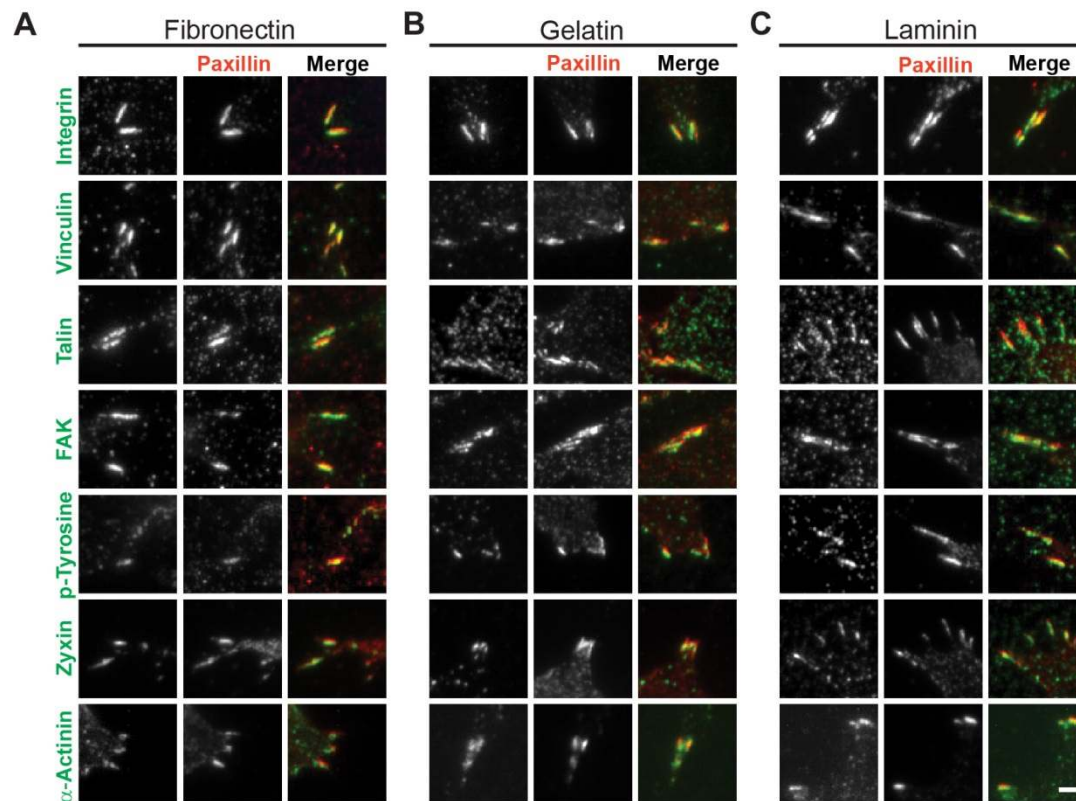 A Fibronectin B Gelatin C Laminin
Paxillin Merge Paxillin Merge Paxillin Merge
Integrin
Vinculin
Talin
FAK
p-Tyrosine
Zyxin
α-Actinin